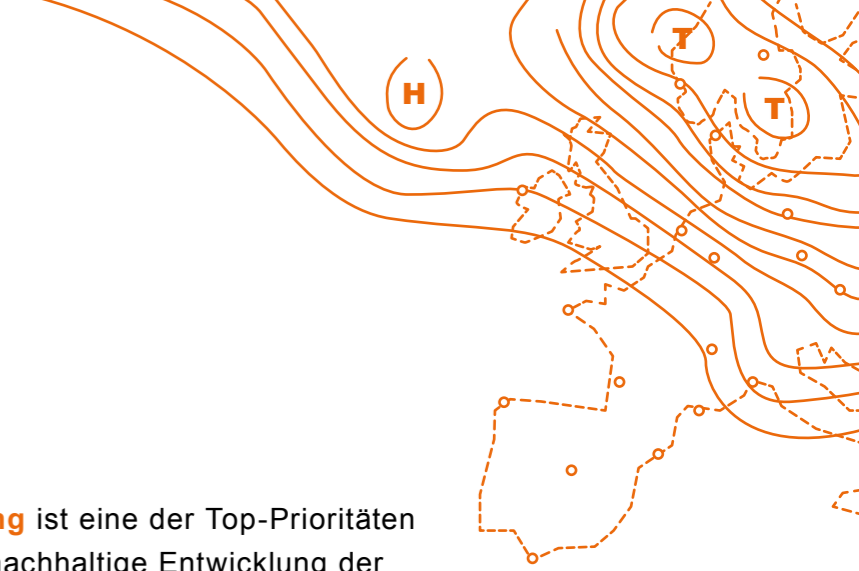 T
H
T
ng ist eine der Top-Prioritäten
nachhaltige Entwicklung der